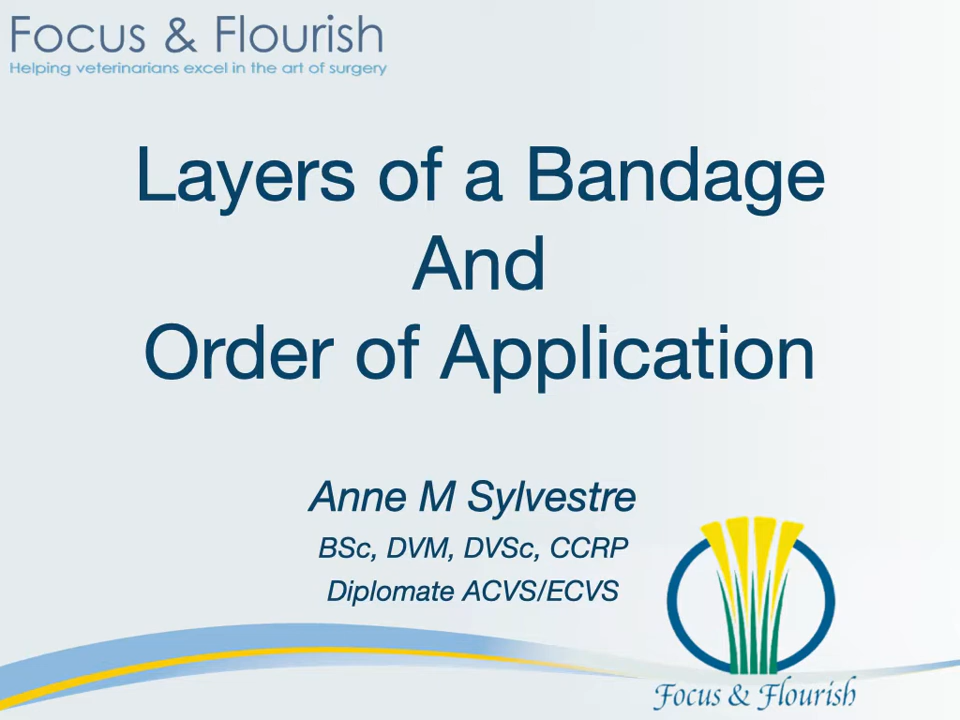 Focus & Flourish
Helping veterinarians excel in the art of surgery
Layers of a Bandage
And
Order of Application
Anne M Sylvestre
BSc, DVM, DVSc, CCRP
Diplomate ACVS/ECVS
Focus & Flourish